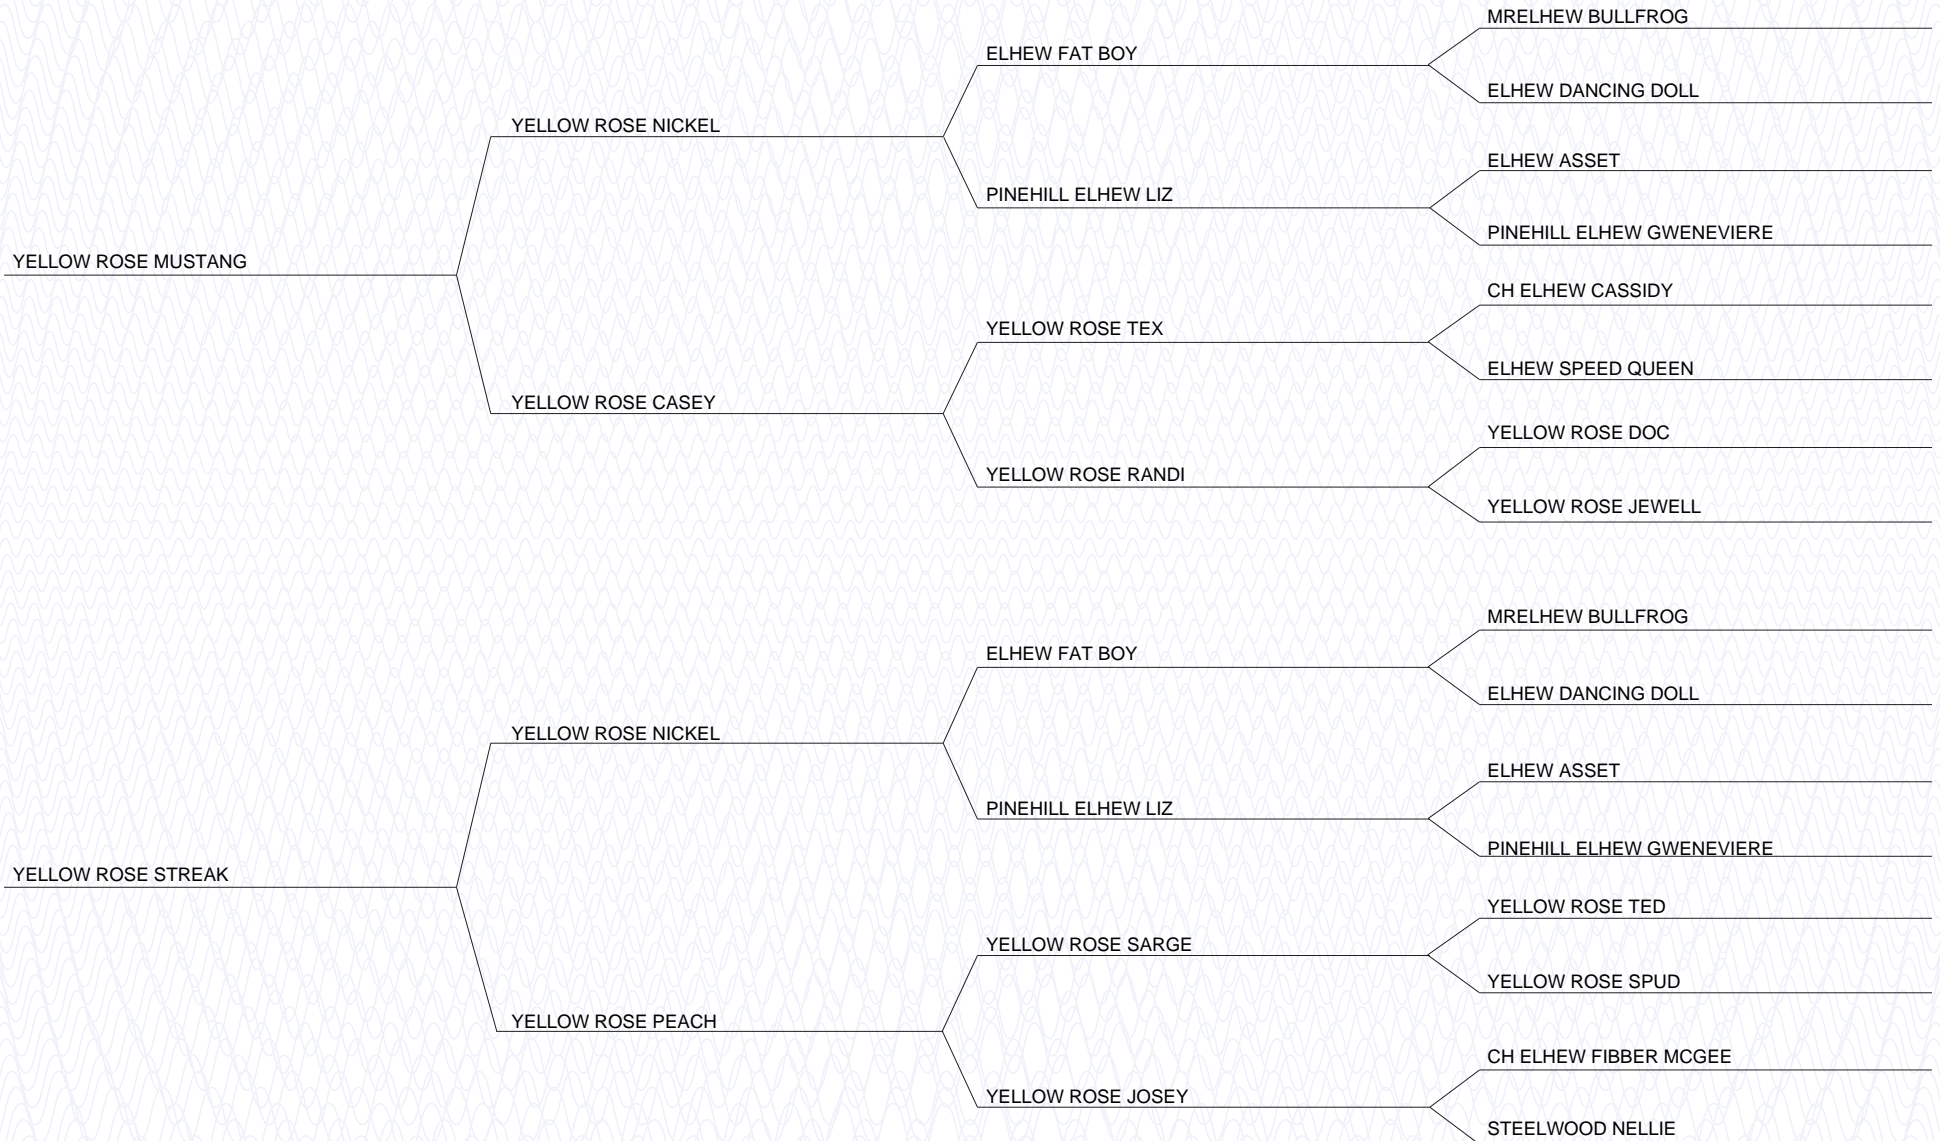 MRELHEW BULLFROG
ELHEW FAT BOY
ELHEW DANCING DOLL
YELLOW ROSE NICKEL
ELHEW ASSET
PINEHILL ELHEW LIZ
PINEHILL ELHEW GWENEVIERE
YELLOW ROSE MUSTANG
CH ELHEW CASSIDY
YELLOW ROSE TEX
ELHEW SPEED QUEEN
YELLOW ROSE CASEY
YELLOW ROSE DOC
YELLOW ROSE RANDI
YELLOW ROSE JEWELL
MRELHEW BULLFROG
ELHEW FAT BOY
ELHEW DANCING DOLL
YELLOW ROSE NICKEL
ELHEW ASSET
PINEHILL ELHEW LIZ
PINEHILL ELHEW GWENEVIERE
YELLOW ROSE STREAK
YELLOW ROSE TED
YELLOW ROSE SARGE
YELLOW ROSE SPUD
YELLOW ROSE PEACH
CH ELHEW FIBBER MCGEE
YELLOW ROSE JOSEY
STEELWOOD NELLIE